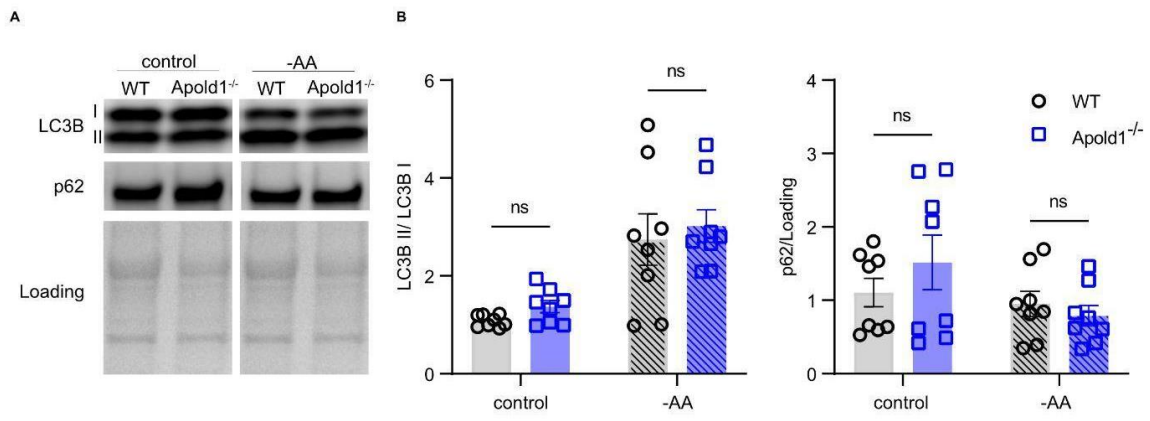 A
control
-AA
WT
Apold1-/-
WT
Apold1-/-
LC3B
I
II
p62
Loading
B
LC3B II/ LC3B I
6
4
2
0
ns
ns
control
-AA
p62/Loading
4
3
2
1
0
ns
ns
control
-AA
WT
Apold1-/-